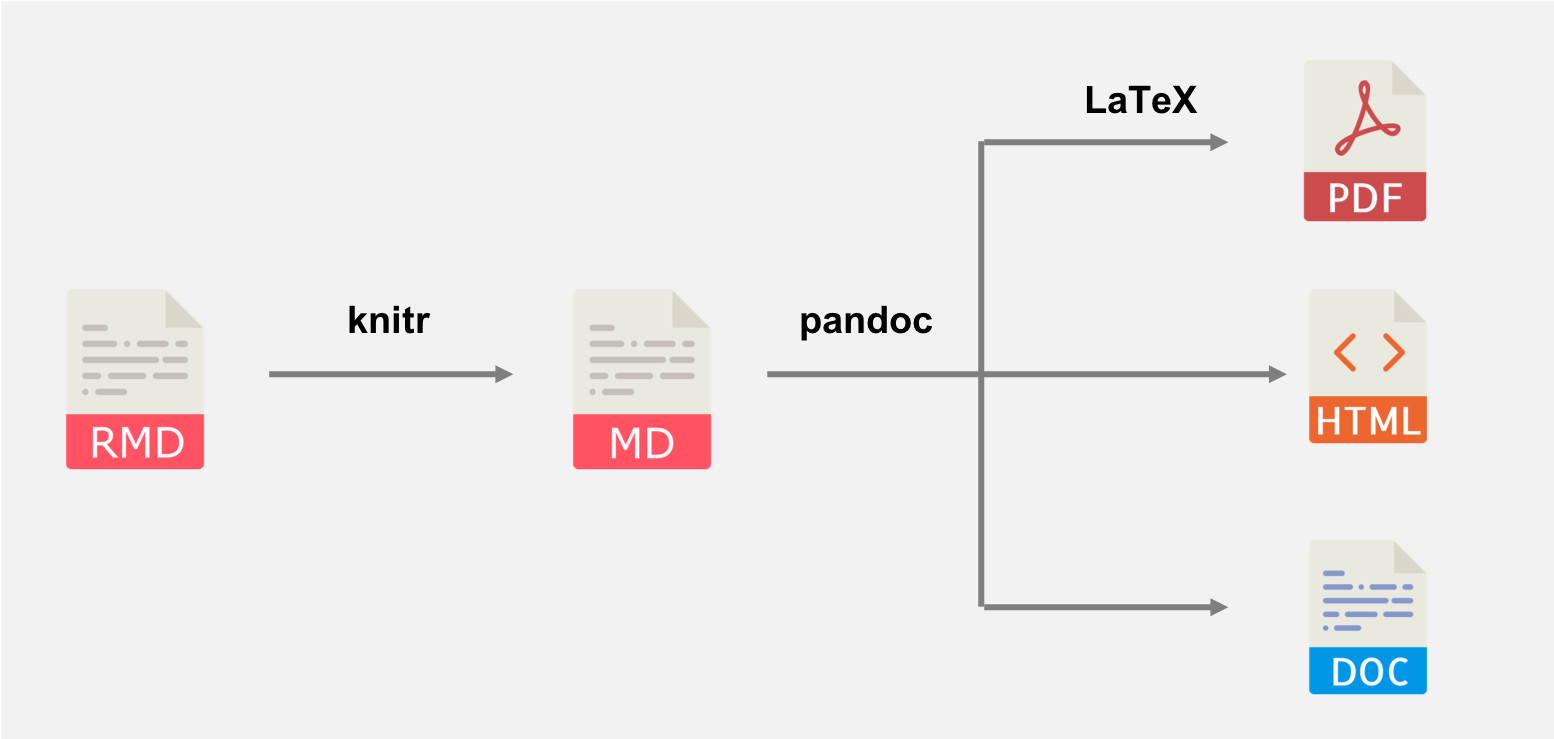 LaTeX
PDF
knitr
pandoc
RMD
MD
HTML
DOC